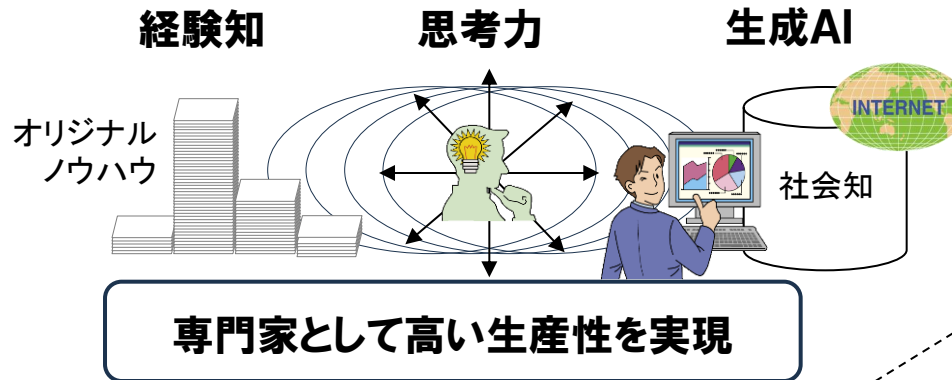 経験知
思考力
生成AI
オリジナル
ノウハウ
INTERNET
社会知
専門家として高い生産性を実現